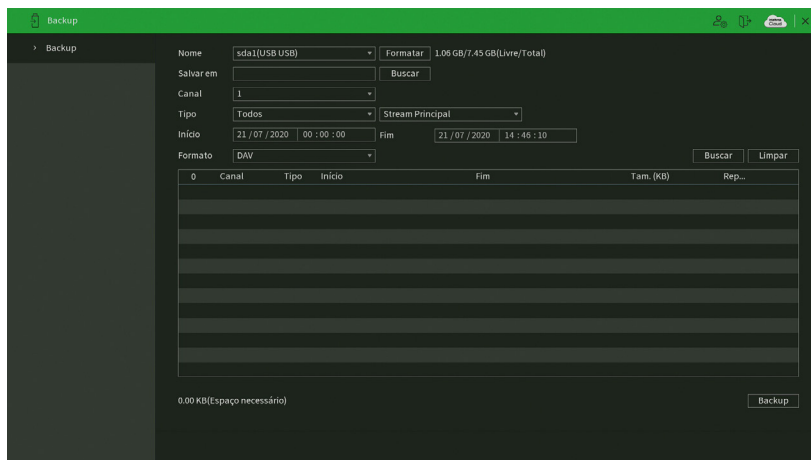 Backup
Cloud
Backup
Nome sda1(USB USB) Formatar 1.06 GB/7.45 GB(Livre/Total)
Salvar em Buscar
Canal 1
Tipo Todos Stream Principal
Início 21 / 07 / 2020 00 : 00 : 00 Fim 21 / 07 / 2020 14 : 46 : 10
Formato DAV Buscar Limpar
0 Canal Tipo Início Fim Tam. (KB) Rep...
0.00 KB(Espaço necessário) Backup